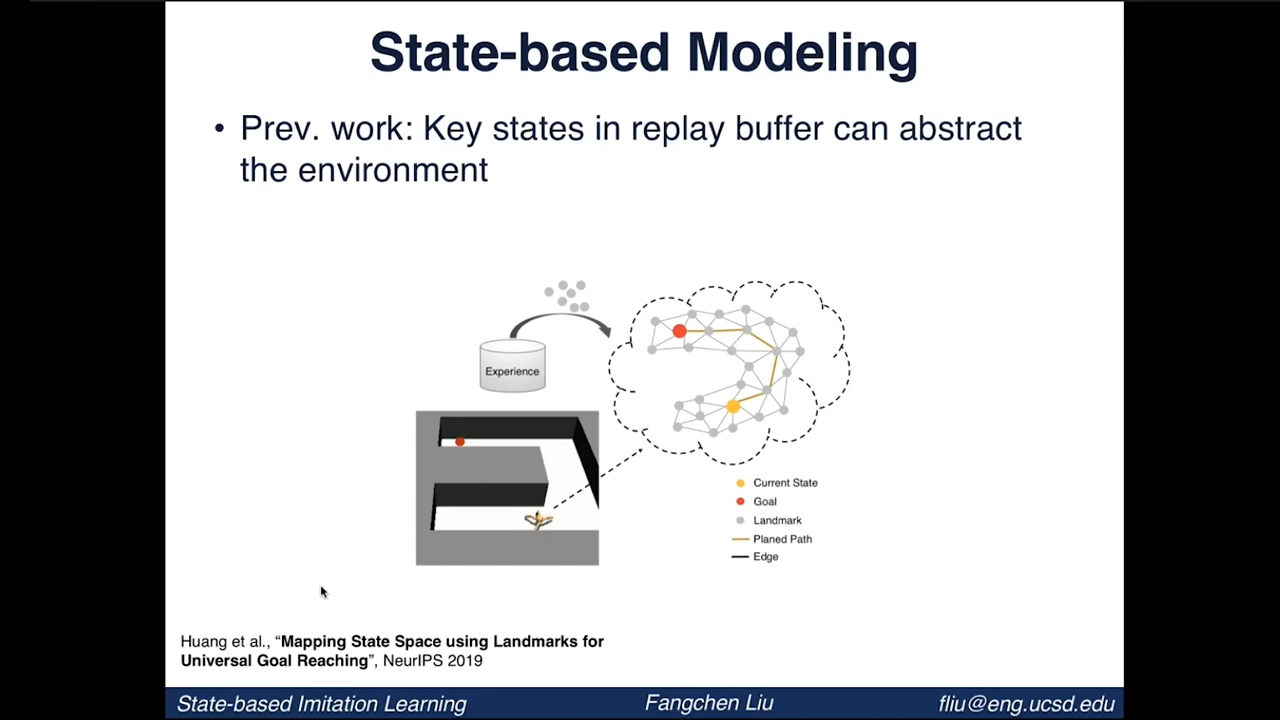 State-based Modeling
• Prev. work: Key states in replay buffer can abstract
the environment
Experience
Current State
Goal
Landmark
Planed Path
Edge
Huang et al., “Mapping State Space using Landmarks for
Universal Goal Reaching”, NeurIPS 2019
State-based Imitation Learning
Fangchen Liu
fliu@eng.ucsd.edu